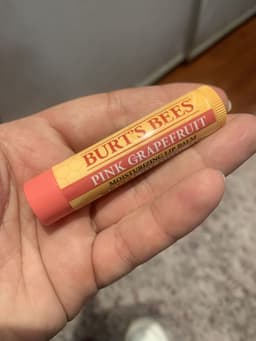 BURT'S BEES
PINK GRAPEFRUIT
MOISTURIZING LIP BALM